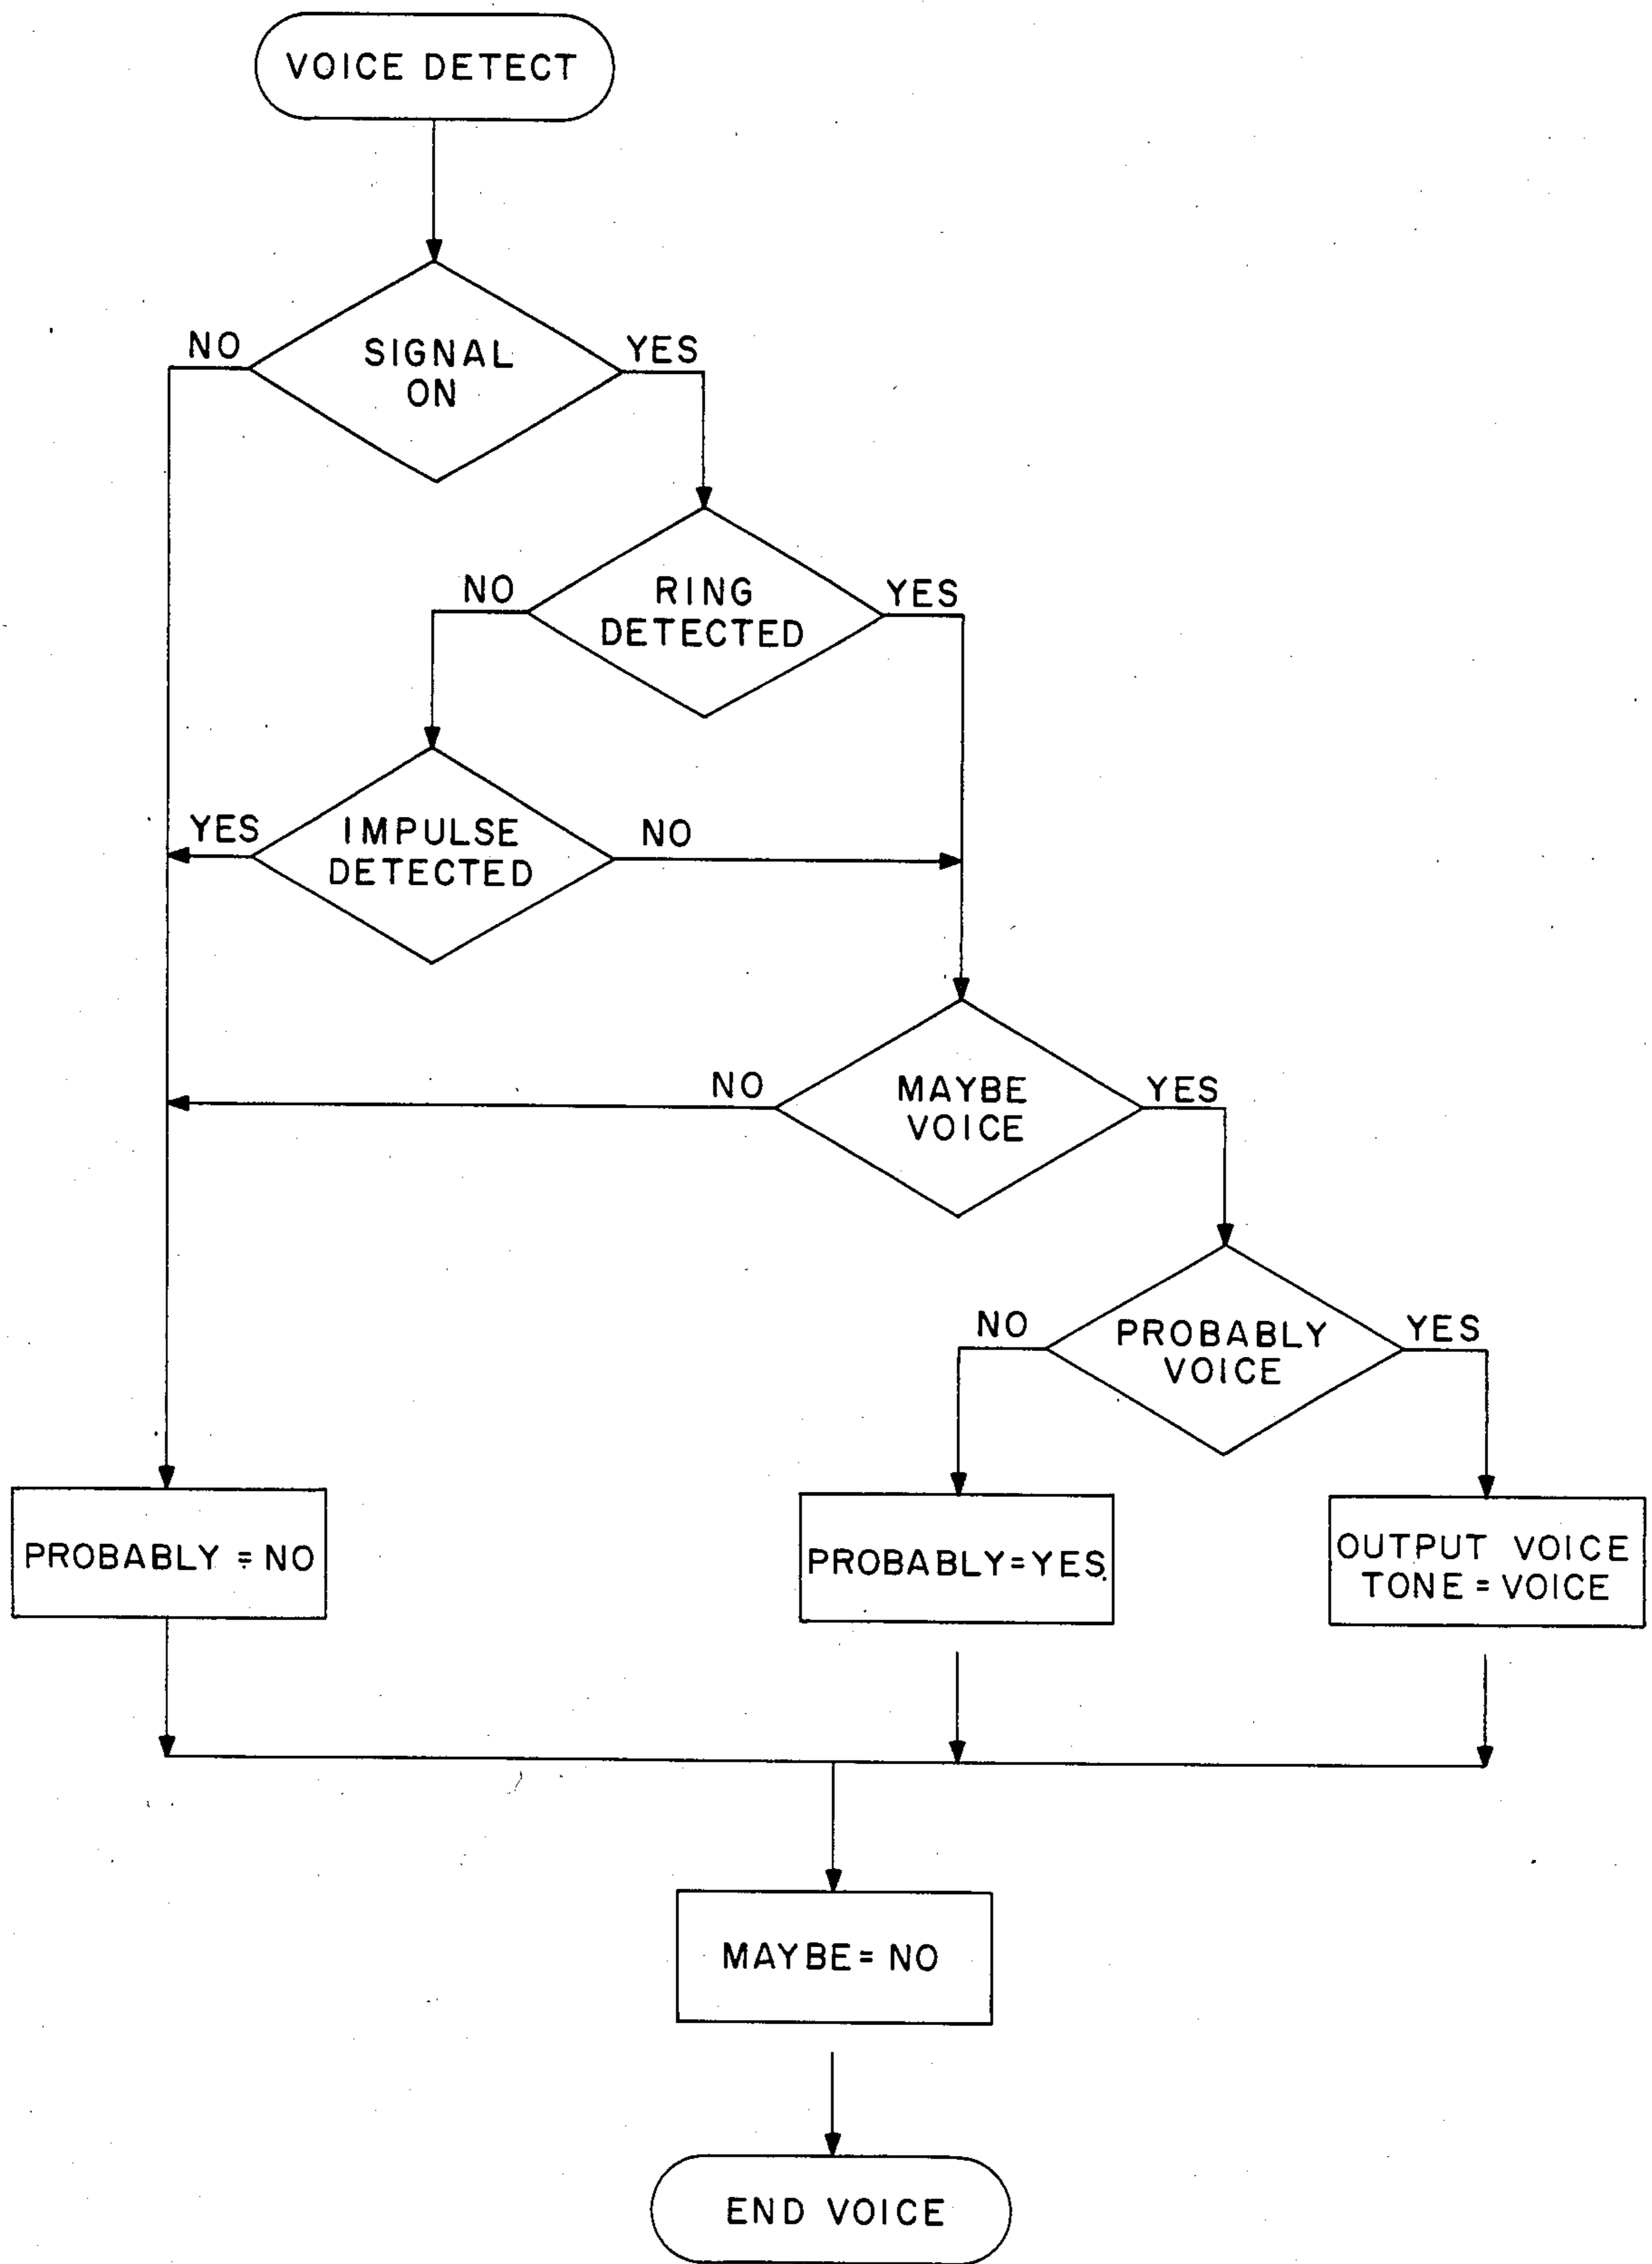 VOICE DETECT
NO
YES
SIGNAL
ON
NO
YES
RING
DETECTED
YES
NO
IMPULSE
DETECTED
NO
YES
MAYBE
VOICE
NO
YES
PROBABLY
VOICE
PROBABLY = NO
PROBABLY=YES
OUTPUT VOICE
TONE = VOICE
MAYBE= NO
END VOICE